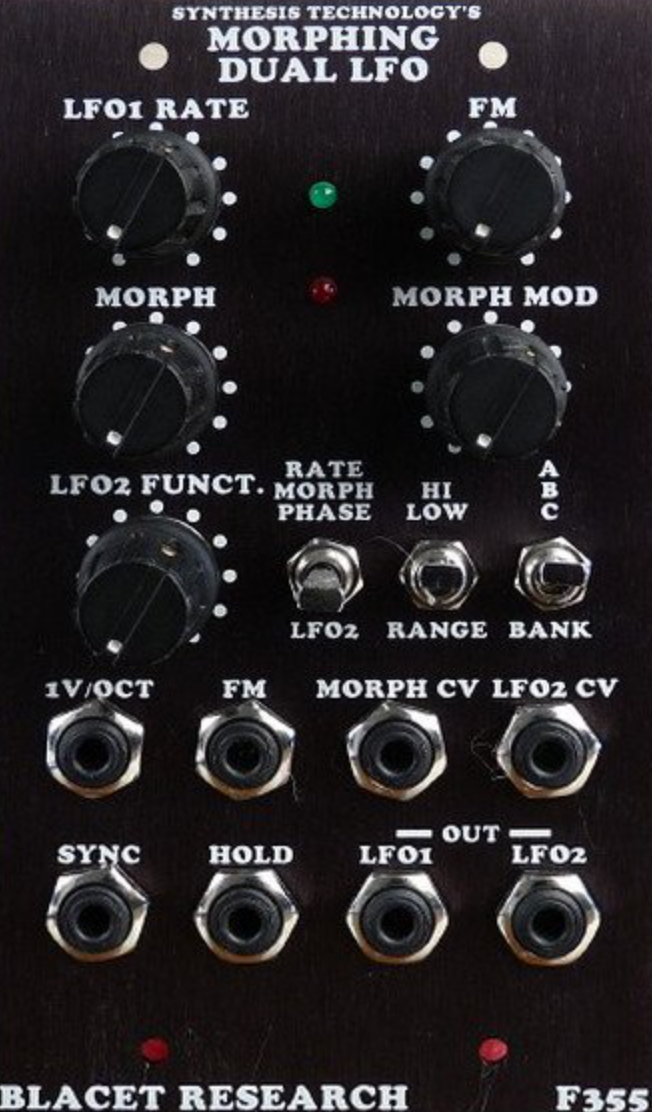 SYNTHESIS TECHNOLOGY'S
MORPHING
DUAL LFO
LFO1 RATE
FM
MORPH
MORPH MOD
LFO2 FUNCT.
RATE
MORPH
PHASE
HI
LOW
A
B
C
LFO2
RANGE
BANK
1V/OCT
FM
MORPH CV
LFO2 CV
OUT
SYNC
HOLD
LFO1
LFO2
BLACET RESEARCH
F355